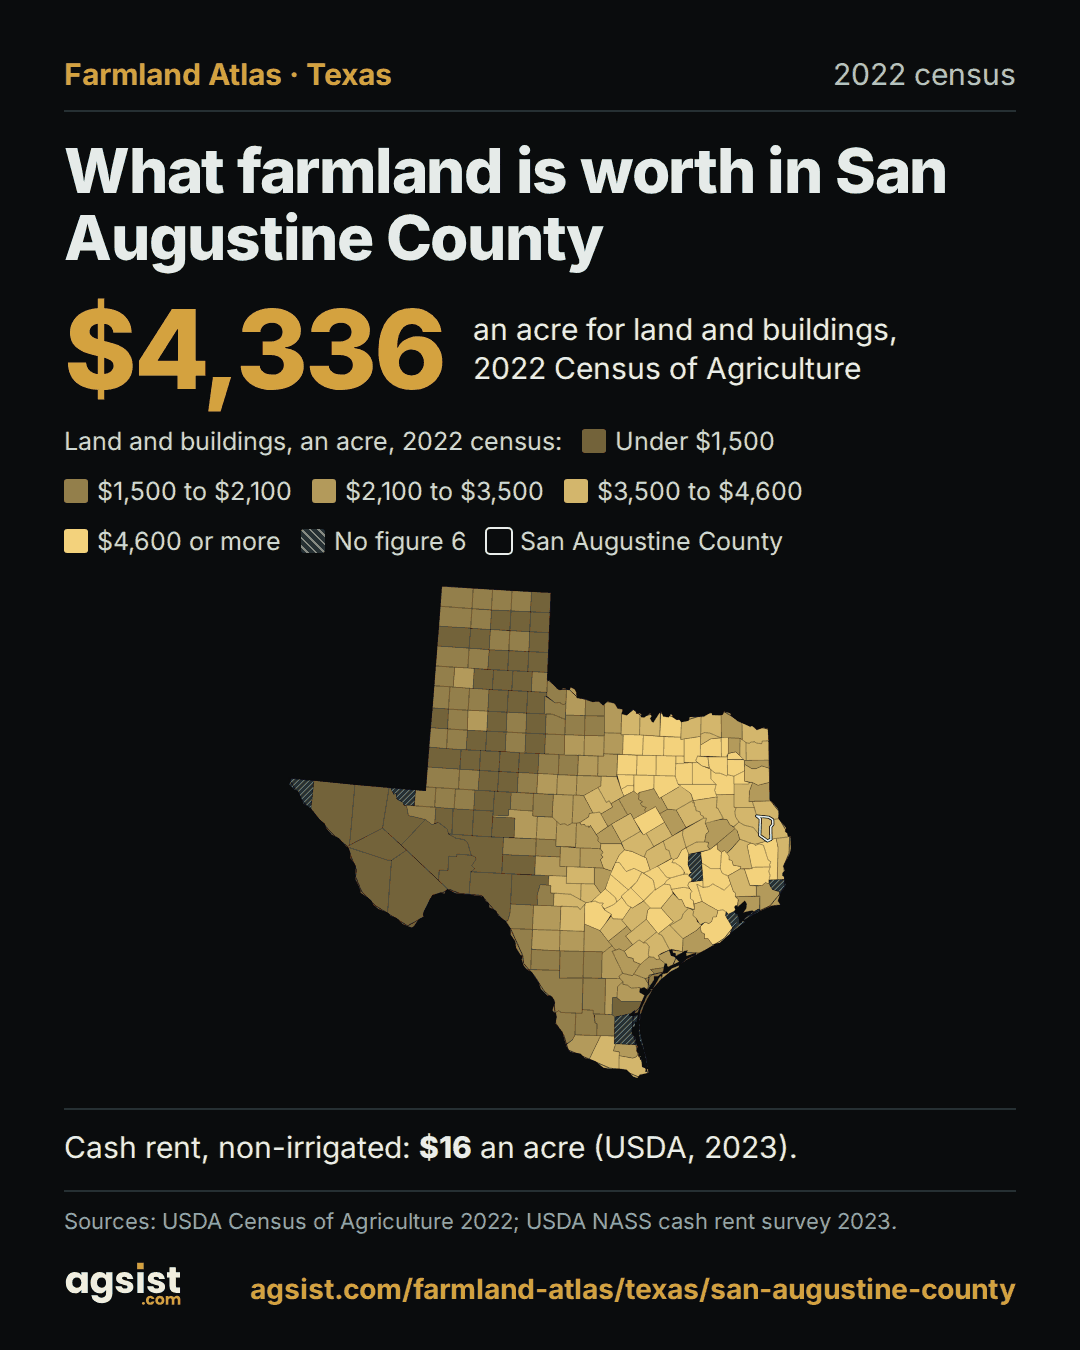 Farmland Atlas · Texas
2022 census
What farmland is worth in San
Augustine County
$4,336
an acre for land and buildings,
2022 Census of Agriculture
Land and buildings, an acre, 2022 census: Under $1,500
$1,500 to $2,100 $2,100 to $3,500 $3,500 to $4,600
$4,600 or more No figure 6 San Augustine County
Cash rent, non-irrigated: $16 an acre (USDA, 2023).
Sources: USDA Census of Agriculture 2022; USDA NASS cash rent survey 2023.
agsist
.com
agsist.com/farmland-atlas/texas/san-augustine-county